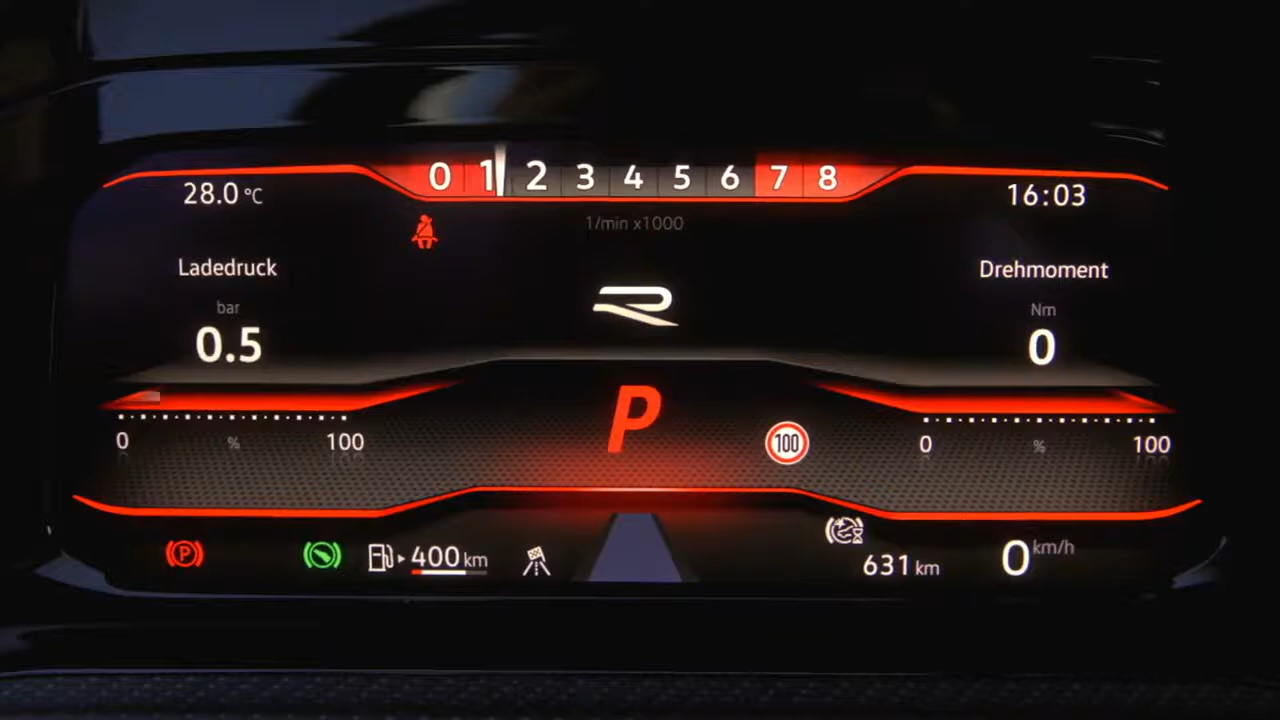 0 1 2 3 4 5 6 7 8
28.0 °C
16:03
1/min x1000
Ladedruck
Drehmoment
bar
Nm
0.5
0
P
100
0 % 100
0 % 100
P
400 km
631 km
0 km/h